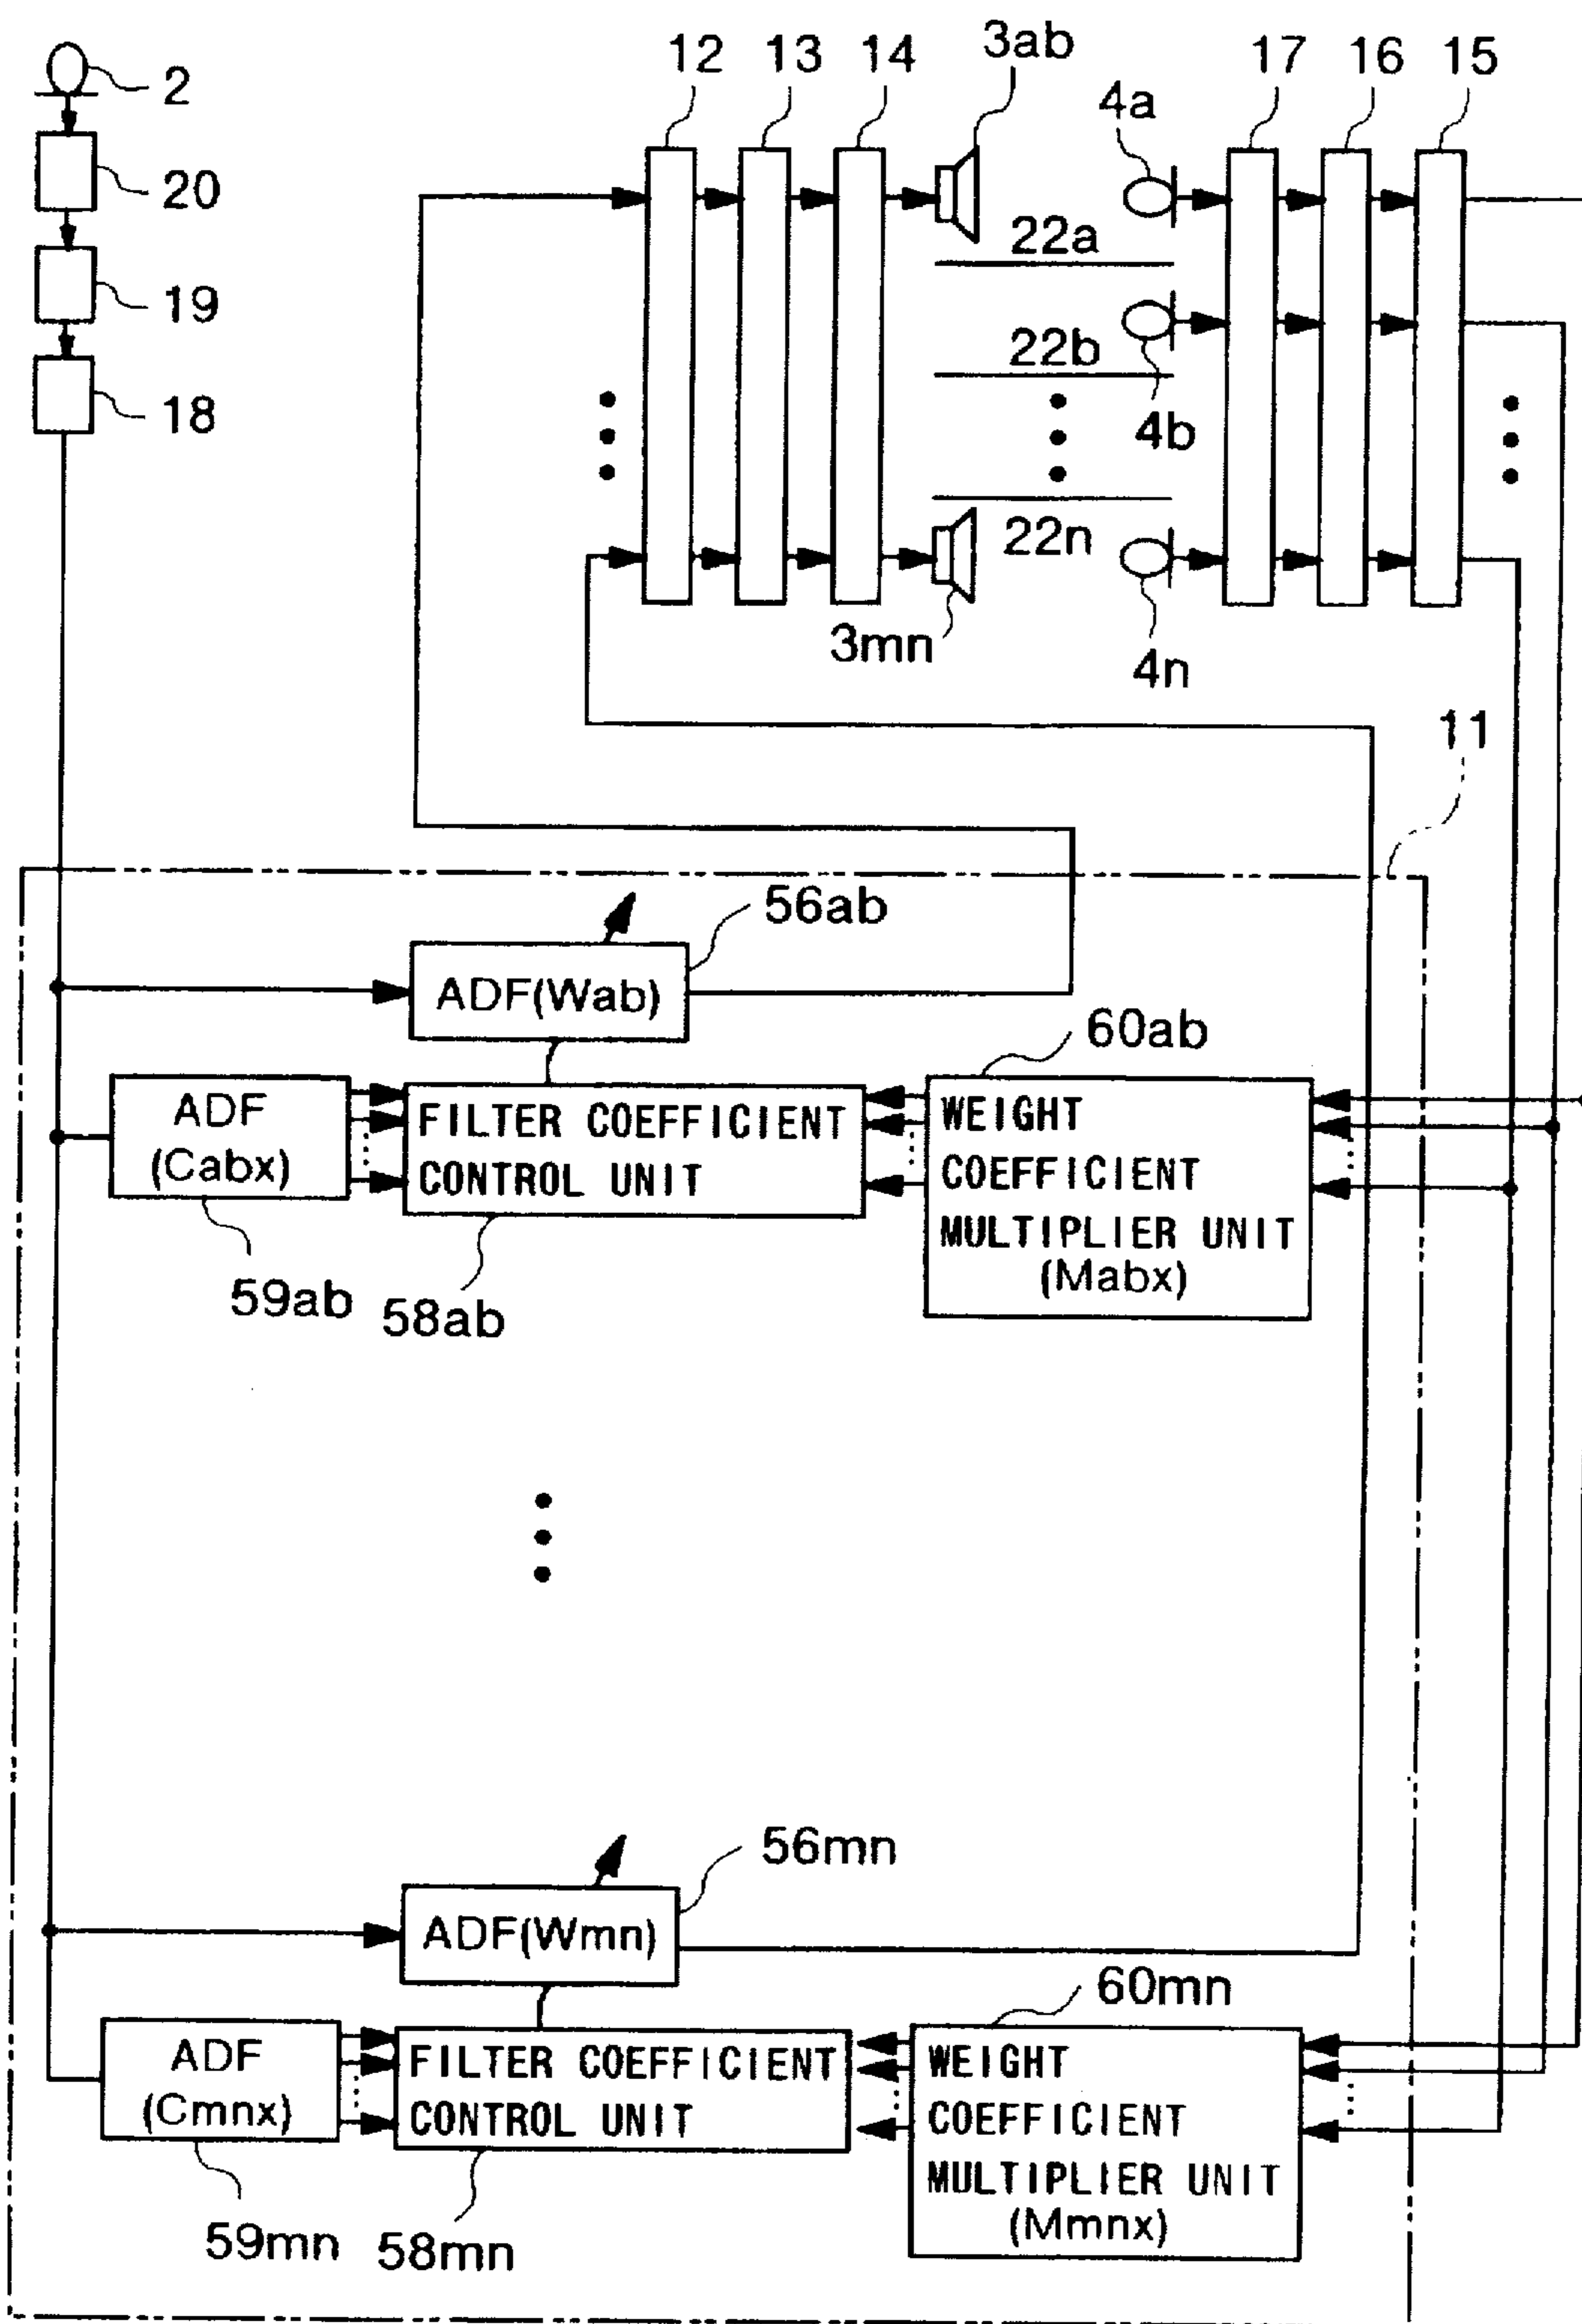 2
20
19
18
12
13
14
3ab
4a
17
16
15
22a
22b
4b
22n
3mn
4n
11
56ab
ADF(Wab)
60ab
ADF
(Cabx)
FILTER COEFFICIENT
CONTROL UNIT
WEIGHT
COEFFICIENT
MULTIPLIER UNIT
(Mabx)
59ab
58ab
56mn
ADF(Wmn)
60mn
ADF
(Cmnx)
FILTER COEFFICIENT
CONTROL UNIT
WEIGHT
COEFFICIENT
MULTIPLIER UNIT
(Mmnx)
59mn
58mn